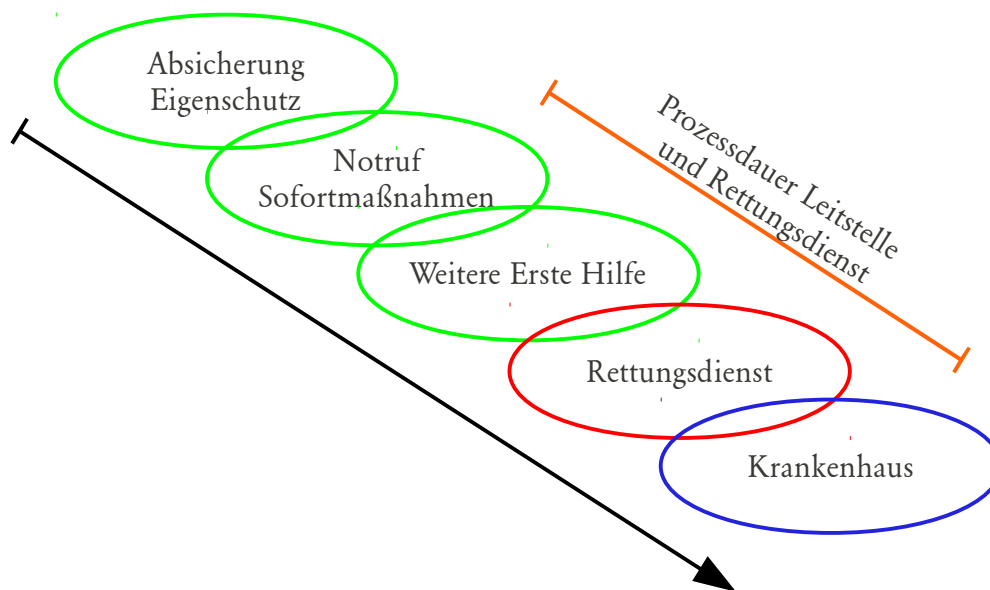 Absicherung
Eigenschutz
Notruf
Sofortmaßnahmen
Weitere Erste Hilfe
Rettungsdienst
Krankenhaus
Prozessdauer Leitstelle
und Rettungsdienst